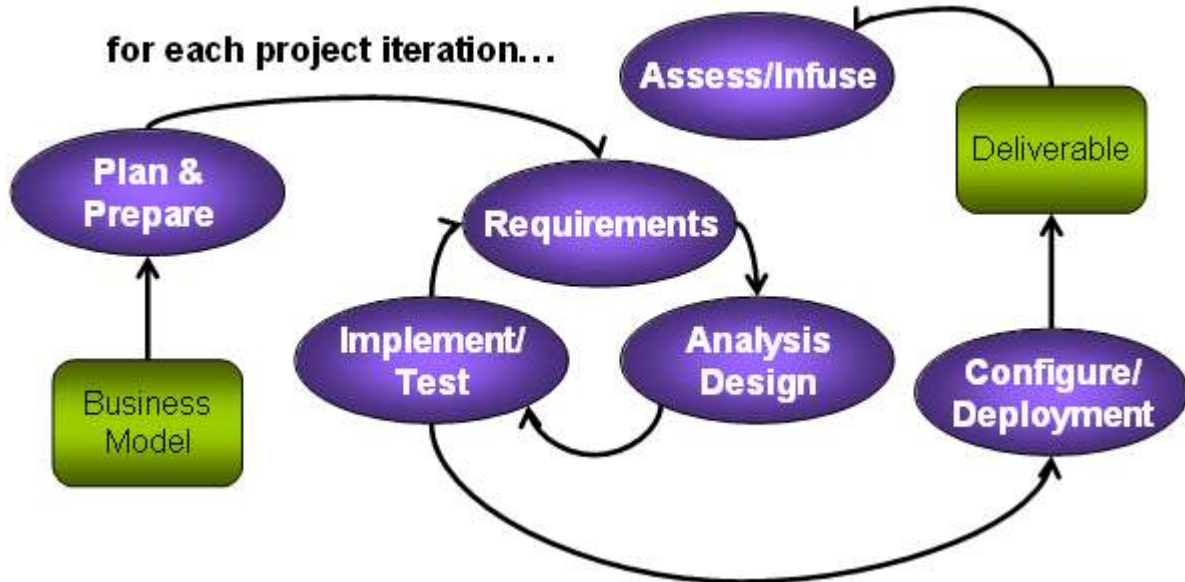 for each project iteration...
Assess/Infuse
Plan &
Prepare
Deliverable
Requirements
Implement/
Test
Analysis
Design
Configure/
Deployment
Business
Model